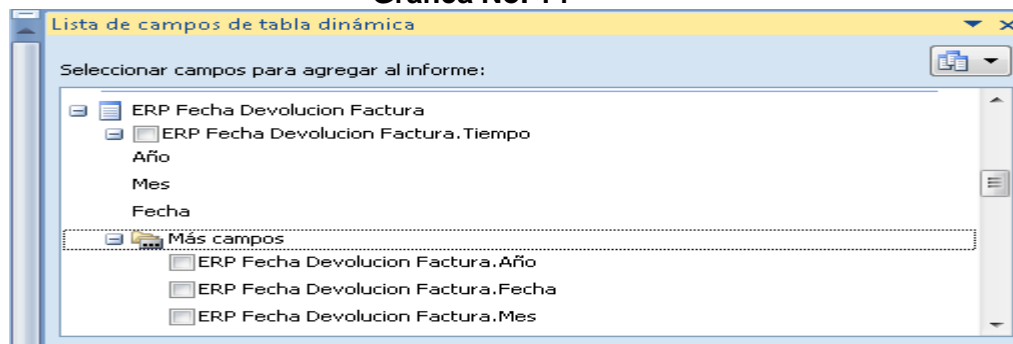 Lista de campos de tabla dinámica
Seleccionar campos para agregar al informe:
ERP Fecha Devolucion Factura
ERP Fecha Devolucion Factura.Tiempo
Año
Mes
Fecha
Más campos
ERP Fecha Devolucion Factura.Año
ERP Fecha Devolucion Factura.Fecha
ERP Fecha Devolucion Factura.Mes